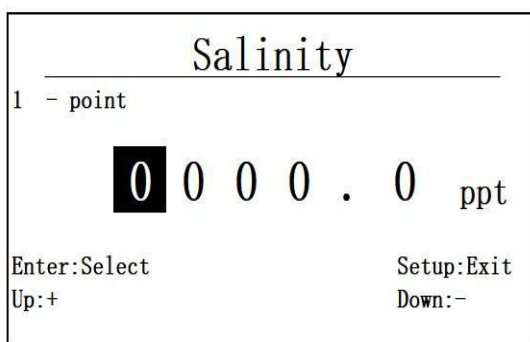 Salinity
1 - point
0 0 0 0 . 0 ppt
Enter:Select Setup:Exit
Up:+ Down:-